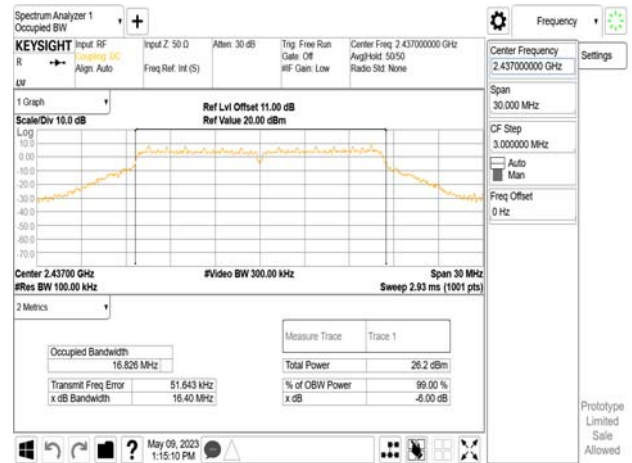 Spectrum Analyzer 1
Occupied BW
Frequency
KEYSIGHT
R
LW
Input: RF
Coupling: DC
Align: Auto
Input Z: 50 Ω
Freq Ref: Int (S)
Atten: 30 dB
Trig: Free Run
Gate: Off
#IF Gain: Low
Center Freq: 2.437000000 GHz
Avg|Hold: 50/50
Radio Std: None
Center Frequency
2.437000000 GHz
Settings
Span
30.000 MHz
CF Step
3.000000 MHz
Auto
Man
Freq Offset
0 Hz
1 Graph
Scale/Div 10.0 dB
Ref Lvl Offset 11.00 dB
Ref Value 20.00 dBm
Log
10.0
0.00
-10.0
-20.0
-30.0
-40.0
-50.0
-60.0
-70.0
Center 2.43700 GHz
#Res BW 100.00 kHz
#Video BW 300.00 kHz
Span 30 MHz
Sweep 2.93 ms (1001 pts)
2 Metrics
Measure Trace
Trace 1
Occupied Bandwidth
16.826 MHz
Total Power
26.2 dBm
Transmit Freq Error
51.643 kHz
% of OBW Power
99.00 %
x dB Bandwidth
16.40 MHz
x dB
-6.00 dB
Prototype
Limited
Sale
Allowed
?
May 09, 2023
1:15:10 PM